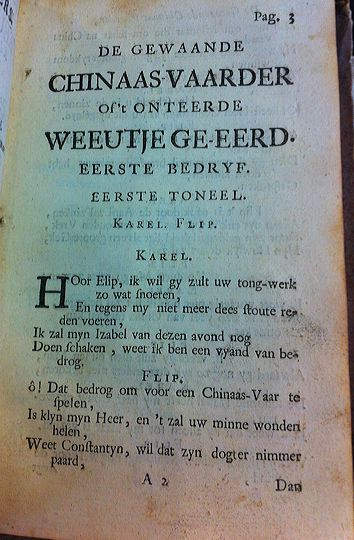 Pag. 3
DE GEWAANDE
CHINAAS-VAARDER
Of't ONTEERDE
WEEUTJE GE-EERD.
EERSTE BEDRYF.
EERSTE TONEEL.
KAREL. FLIP.
KAREL.
HOor Flip, ik wil gy zult uw tong-werk
zo wat snoeren,
En tegens my niet meer dees stoute re-
den voeren,
Ik zal myn Izabel van dezen avond nog
Doen schaken, weet ik ben een vyand van be-
drog.
FLIP.
ô! Dat bedrog om voor een Chinaas-Vaar te
spelen,
Is klyn myn Heer, en 't zal uw minne wonden
helen,
Weet Constantyn, wil dat zyn dogter nimmer
paard,
A 2
Dan